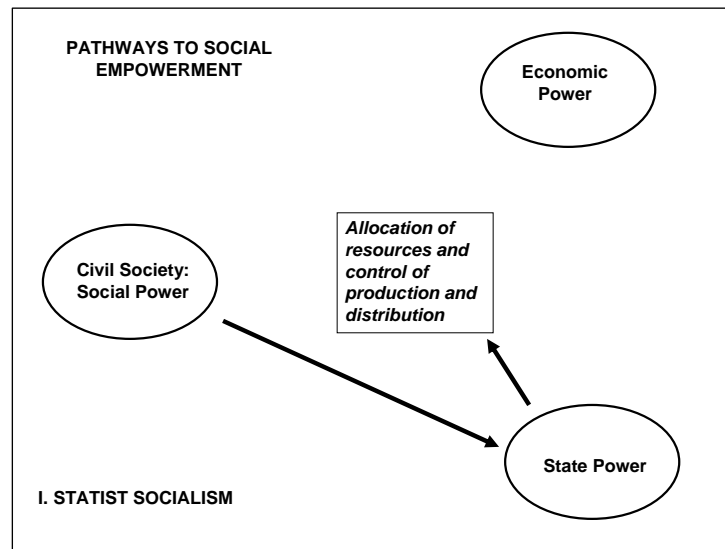 PATHWAYS TO SOCIAL
EMPOWERMENT
Economic
Power
Allocation of
resources and
control of
production and
distribution
Civil Society:
Social Power
State Power
I. STATIST SOCIALISM